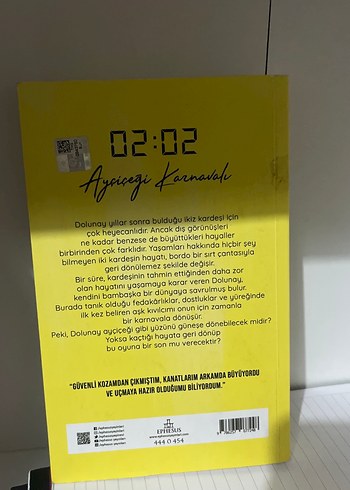 02:02
Ayçiçeği Karnavalı
Dolunay yıllar sonra bulduğu ikiz kardeşi için
çok heyecanlıdır. Ancak dış görünüşleri
ne kadar benzese de büyüttükleri hayaller
birbirinden çok farklıdır. Yaşamları hakkında hiçbir şey
bilmeyen iki kardeşin hayatı, bordo bir sırt çantasıyla
geri dönülemez şekilde değişir.
Bir süre, kardeşinin tahmin ettiğinden daha zor
olan hayatını yaşamaya karar veren Dolunay,
kendini bambaşka bir dünyaya savrulmuş bulur.
Burada tanık olduğu fedakârlıklar, dostluklar ve yüreğinde
ilk kez beliren aşk kıvılcımı onun için zamanla
bir karnavala dönüşür.
Peki, Dolunay ayçiçeği gibi yüzünü güneşe dönebilecek midir?
Yoksa kaçtığı hayata geri dönüp
bu oyuna bir son mu verecektir?
"GÜVENLİ KOZAMDAN ÇIKMIŞTIM, KANATLARIM ARKAMDA BÜYÜYORDU
VE UÇMAYA HAZIR OLDUĞUMU BİLİYORDUM."
EPHESUS
www.ephesusyayinlari.com
444 0 454